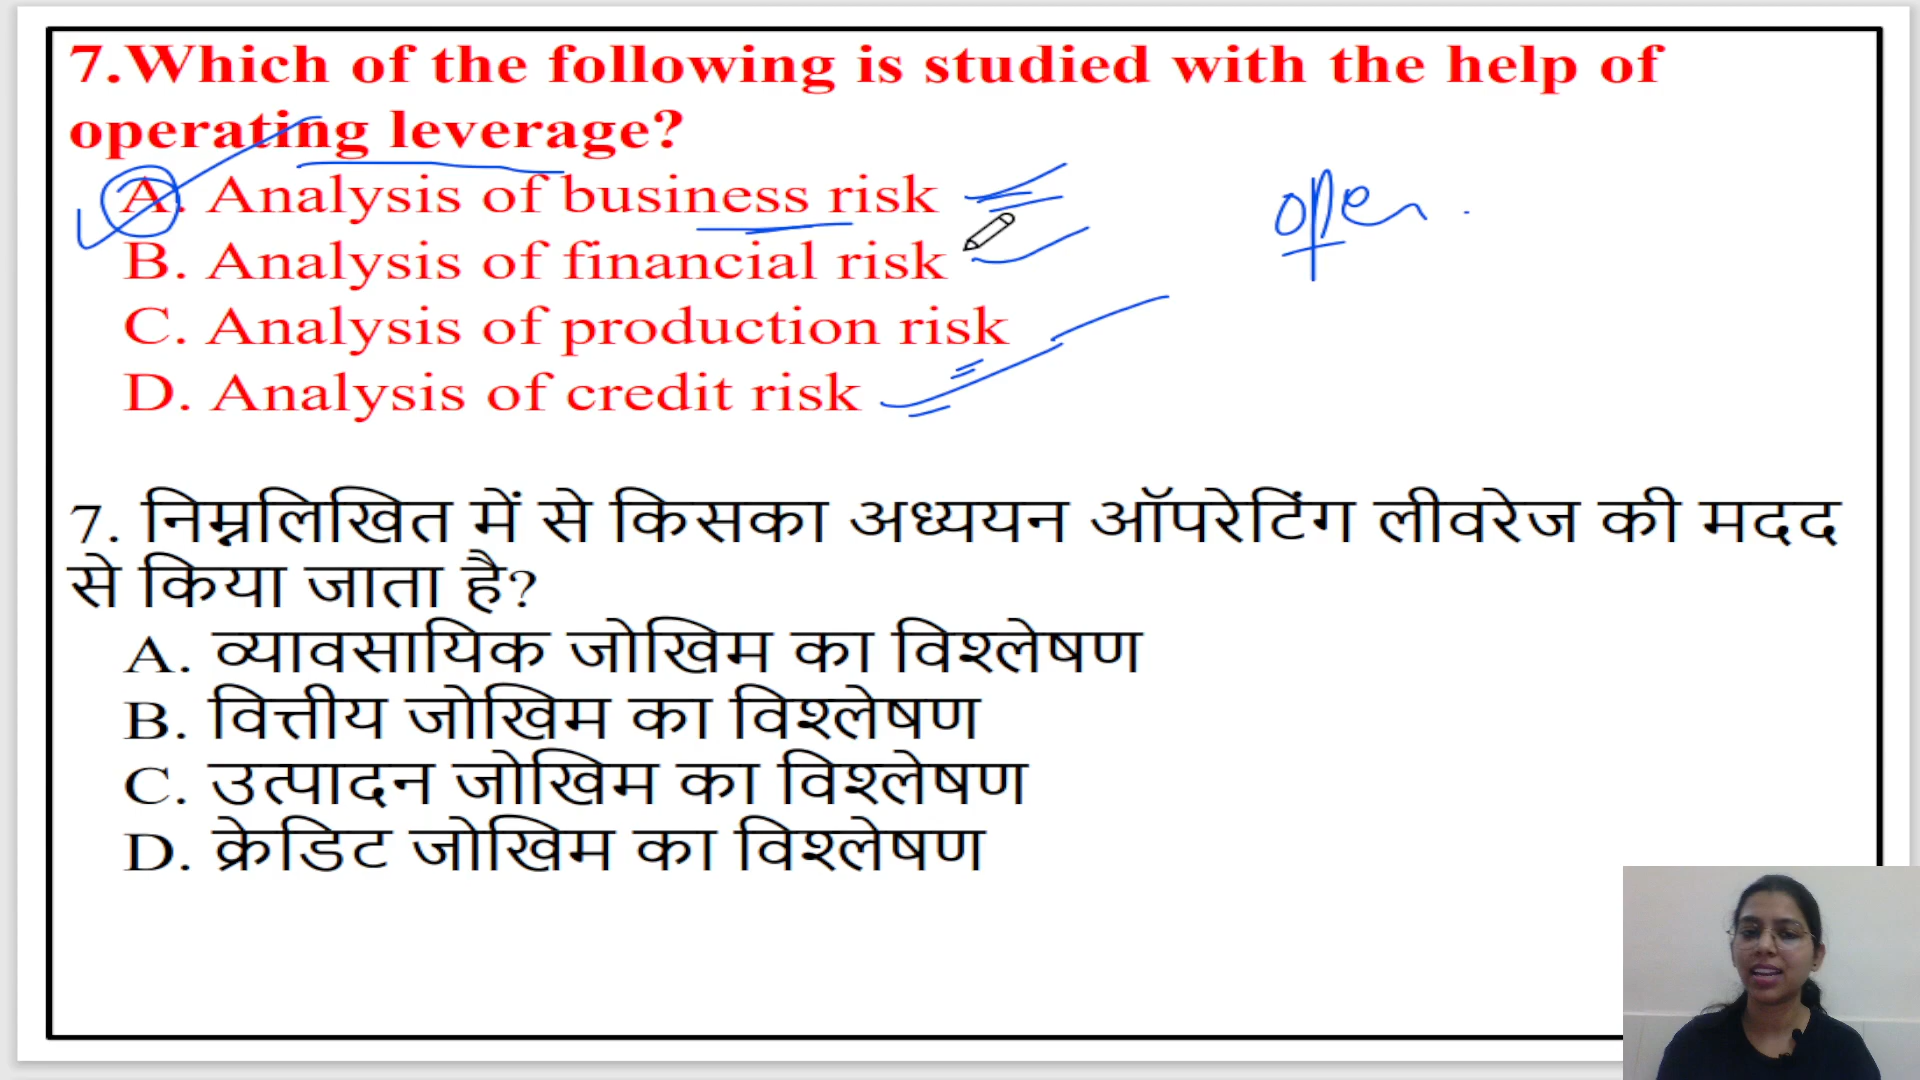 7.Which of the following is studied with the help of
operating leverage?
A. Analysis of business risk
B. Analysis of financial risk
C. Analysis of production risk
D. Analysis of credit risk
oper.
7. निम्नलिखित में से किसका अध्ययन ऑपरेटिंग लीवरेज की मदद
से किया जाता है?
A. व्यावसायिक जोखिम का विश्लेषण
B. वित्तीय जोखिम का विश्लेषण
C. उत्पादन जोखिम का विश्लेषण
D. क्रेडिट जोखिम का विश्लेषण